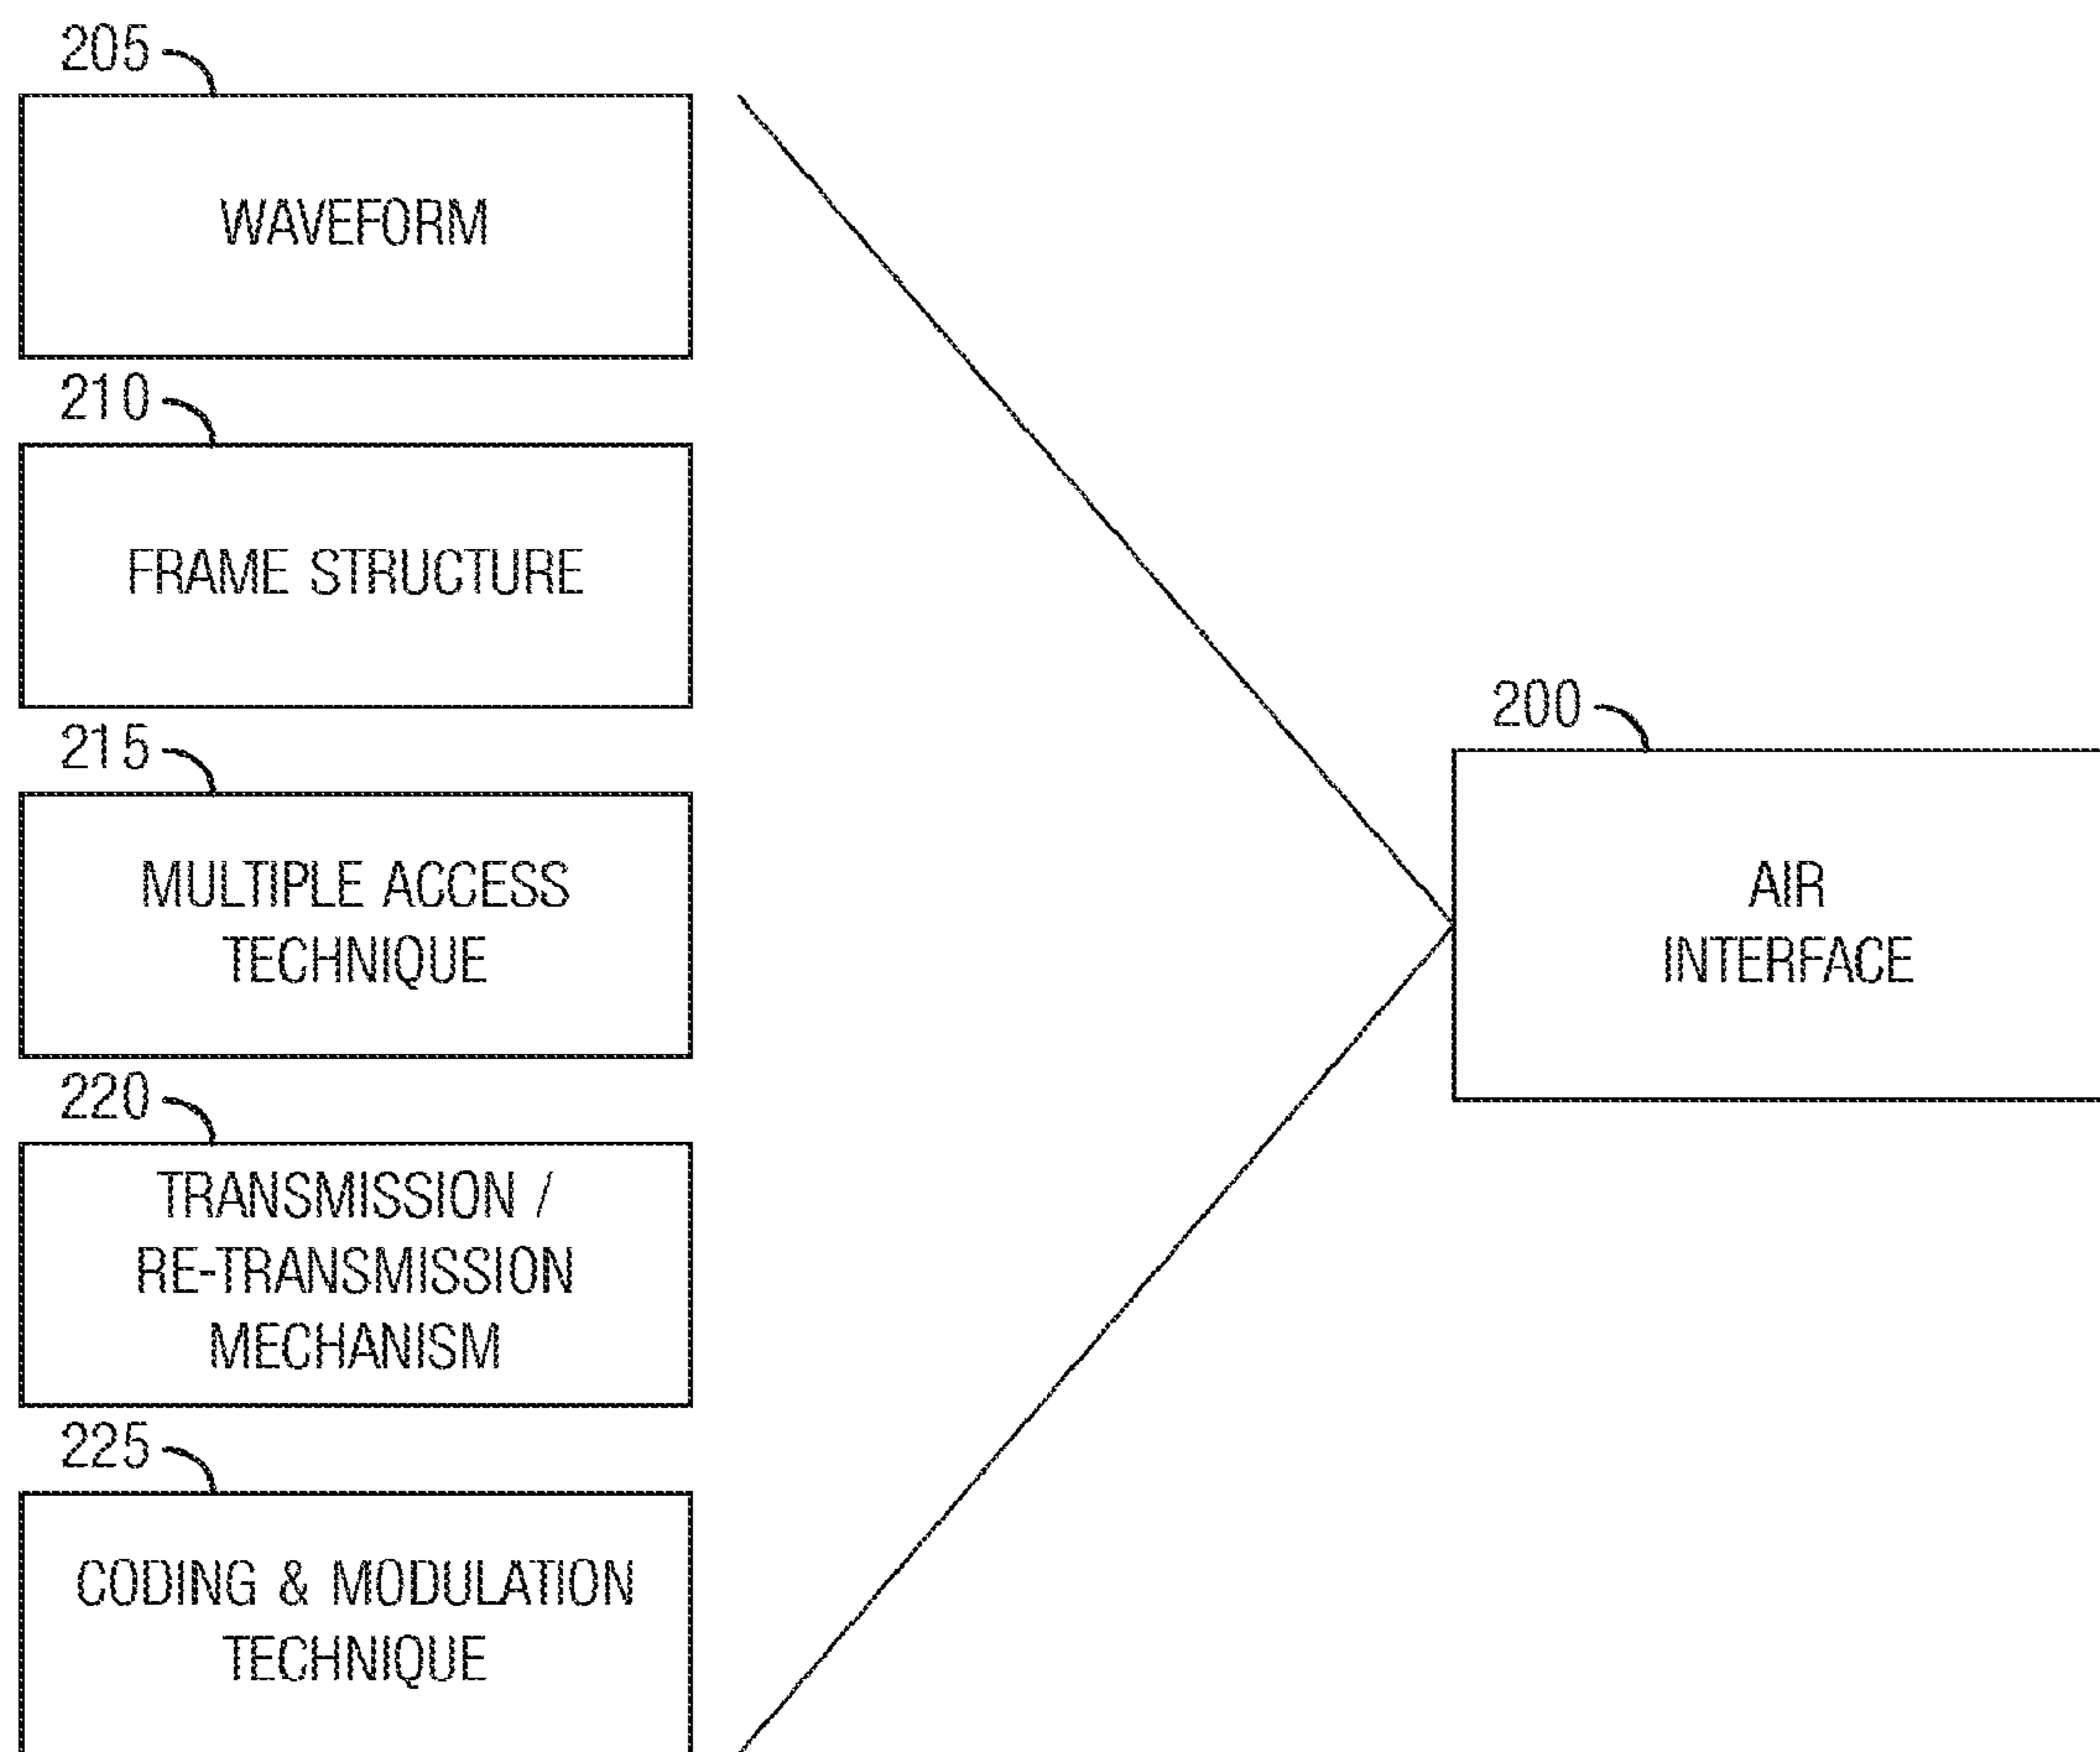 205
WAVEFORM
210
FRAME STRUCTURE
215
MULTIPLE ACCESS
TECHNIQUE
220
TRANSMISSION /
RE-TRANSMISSION
MECHANISM
225
CODING & MODULATION
TECHNIQUE
200
AIR
INTERFACE